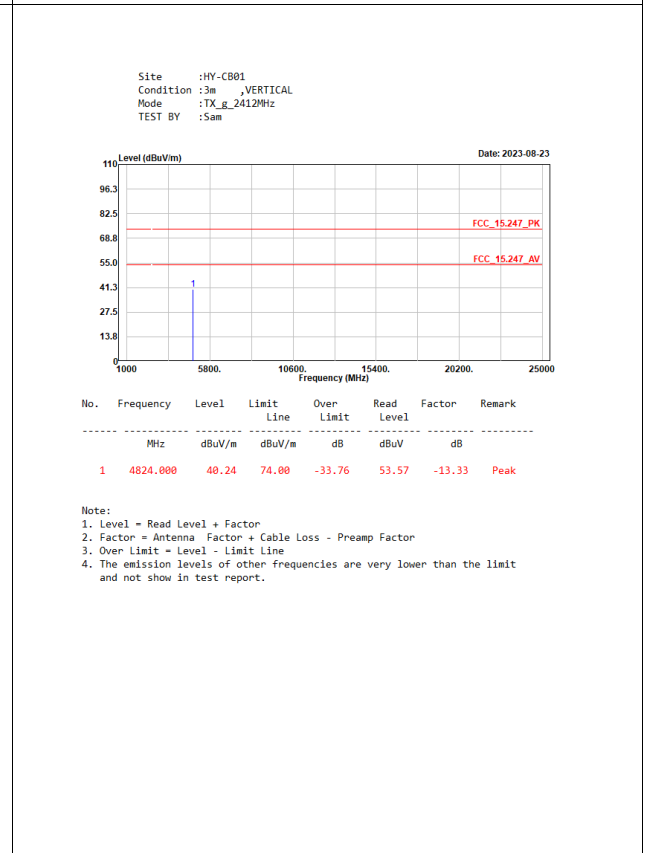 Site      :HY-CB01
Condition :3m    ,VERTICAL
Mode      :TX_g_2412MHz
TEST BY   :Sam
Level (dBuV/m)
Date: 2023-08-23
110
96.3
82.5
FCC_15.247_PK
68.8
55.0
FCC_15.247_AV
41.3
1
27.5
13.8
0
1000 5800. 10600. 15400. 20200. 25000
Frequency (MHz)
No. Frequency Level Limit Over Read Factor Remark
Line Limit Level
------ ----------- -------- --------- --------- --------- -------- ---------
MHz dBuV/m dBuV/m dB dBuV dB
1 4824.000 40.24 74.00 -33.76 53.57 -13.33 Peak
Note:
1. Level = Read Level + Factor
2. Factor = Antenna  Factor + Cable Loss - Preamp Factor
3. Over Limit = Level - Limit Line
4. The emission levels of other frequencies are very lower than the limit
and not show in test report.